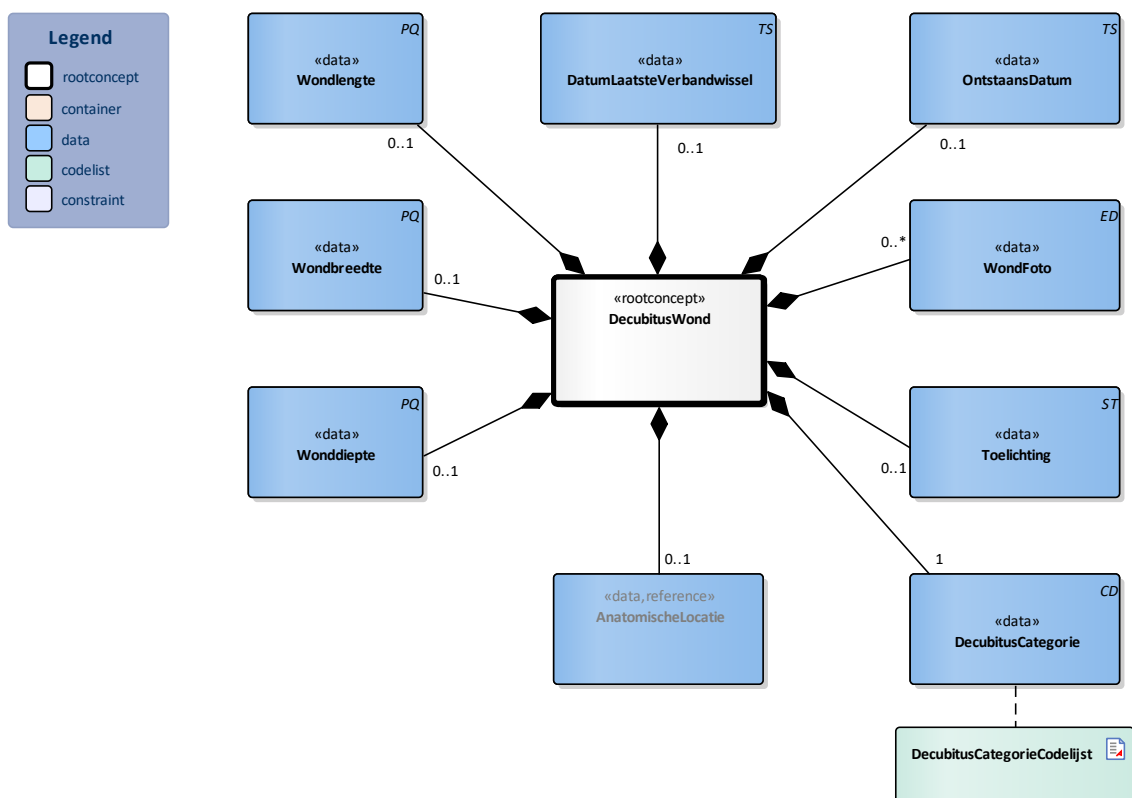 Legend
rootconcept
container
data
codelist
constraint
PQ
«data»
Wondlengte
0..1
TS
«data»
DatumLaatsteVerbandwissel
0..1
TS
«data»
OntstaansDatum
0..1
PQ
«data»
Wondbreedte
0..1
ED
«data»
WondFoto
0..*
«rootconcept»
DecubitusWond
PQ
«data»
Wonddiepte
0..1
ST
«data»
Toelichting
0..1
0..1
«data,reference»
AnatomischeLocatie
1
CD
«data»
DecubitusCategorie
DecubitusCategorieCodelijst